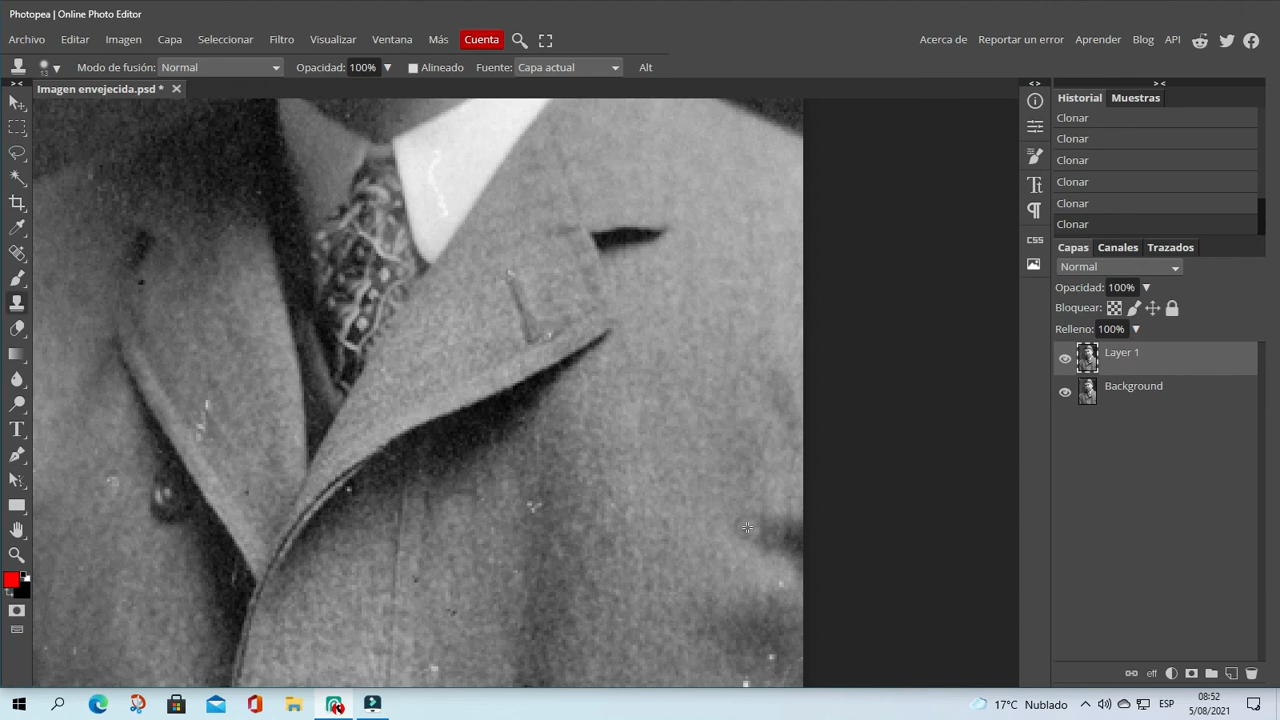 Photopea | Online Photo Editor
Archivo Editar Imagen Capa Seleccionar Filtro Visualizar Ventana Más Cuenta
Acerca de Reportar un error Aprender Blog API
13 Modo de fusión: Normal Opacidad: 100% Alineado Fuente: Capa actual Alt
Imagen envejecida.psd *
Historial Muestras
Clonar
Clonar
Clonar
Clonar
Clonar
Clonar
CSS
Capas Canales Trazados
Normal
Opacidad: 100%
Bloquear:
Relleno: 100%
Layer 1
Background
eff
17°C Nublado
ESP
08:52
5/08/2021